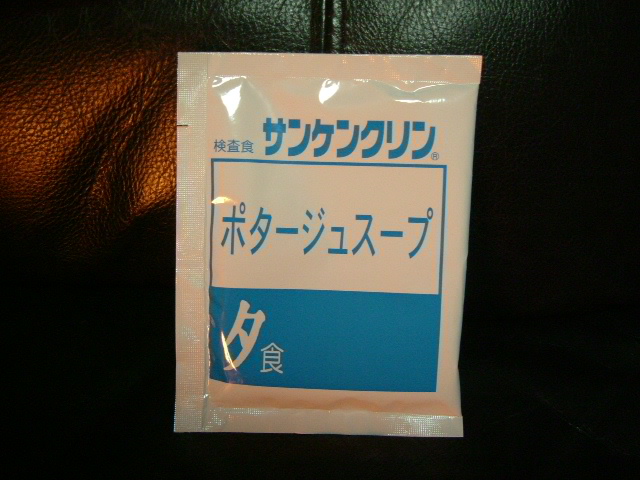 検査食 サンケンクリン®
ポタージュスープ
夕食